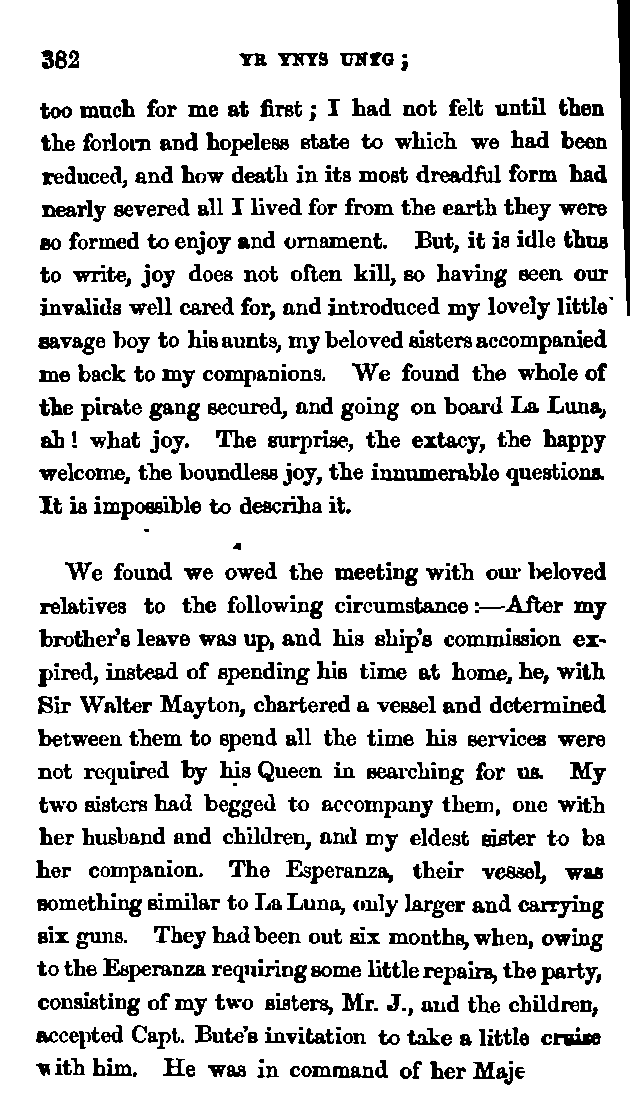 382 YR YNYS UNYG;
too much for me at first; I had not felt until then
the forlorn and hopeless state to which we had been
reduced, and how death in its most dreadful form had
nearly severed all I lived for from the earth they were
so formed to enjoy and ornament. But, it is idle thus
to write, joy does not often kill, so having seen our
invalids well cared for, and introduced my lovely little
savage boy to his aunts, my beloved sisters accompanied
me back to my companions. We found the whole of
the pirate gang secured, and going on board La Luna,
ah! what joy. The surprise, the extacy, the happy
welcome, the boundless joy, the innumerable questions.
It is impossible to describa it.
We found we owed the meeting with our beloved
relatives to the following circumstance:—After my
brother's leave was up, and his ship's commission ex-
pired, instead of spending his time at home, he, with
Sir Walter Mayton, chartered a vessel and determined
between them to spend all the time his services were
not required by his Queen in searching for us. My
two sisters had begged to accompany them, one with
her husband and children, and my eldest sister to ba
her companion. The Esperanza, their vessel, was
something similar to La Luna, only larger and carrying
six guns. They had been out six months, when, owing
to the Esperanza requiring some little repairs, the party,
consisting of my two sisters, Mr. J., and the children,
accepted Capt. Bute's invitation to take a little cruise
with him. He was in command of her Maje